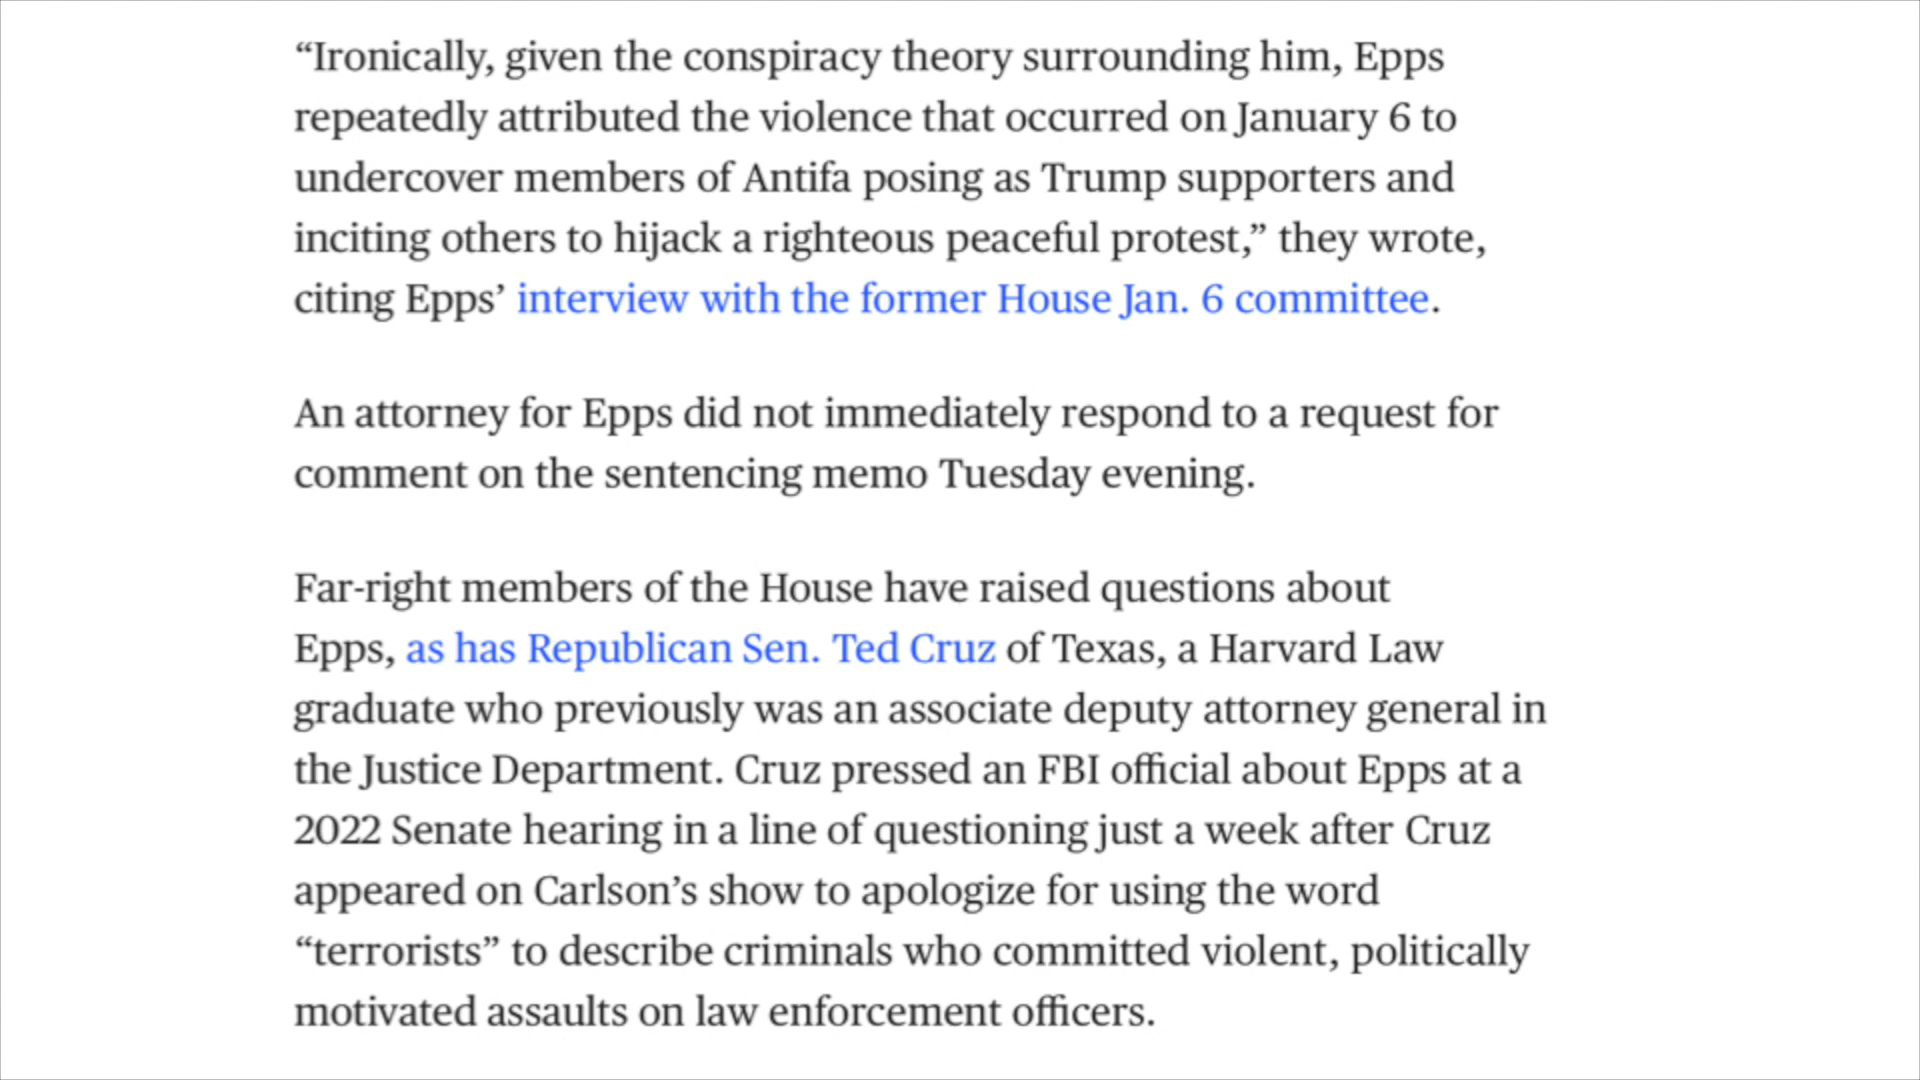 “Ironically, given the conspiracy theory surrounding him, Epps
repeatedly attributed the violence that occurred on January 6 to
undercover members of Antifa posing as Trump supporters and
inciting others to hijack a righteous peaceful protest,” they wrote,
citing Epps’ interview with the former House Jan. 6 committee.
An attorney for Epps did not immediately respond to a request for
comment on the sentencing memo Tuesday evening.
Far-right members of the House have raised questions about
Epps, as has Republican Sen. Ted Cruz of Texas, a Harvard Law
graduate who previously was an associate deputy attorney general in
the Justice Department. Cruz pressed an FBI official about Epps at a
2022 Senate hearing in a line of questioning just a week after Cruz
appeared on Carlson’s show to apologize for using the word
“terrorists” to describe criminals who committed violent, politically
motivated assaults on law enforcement officers.